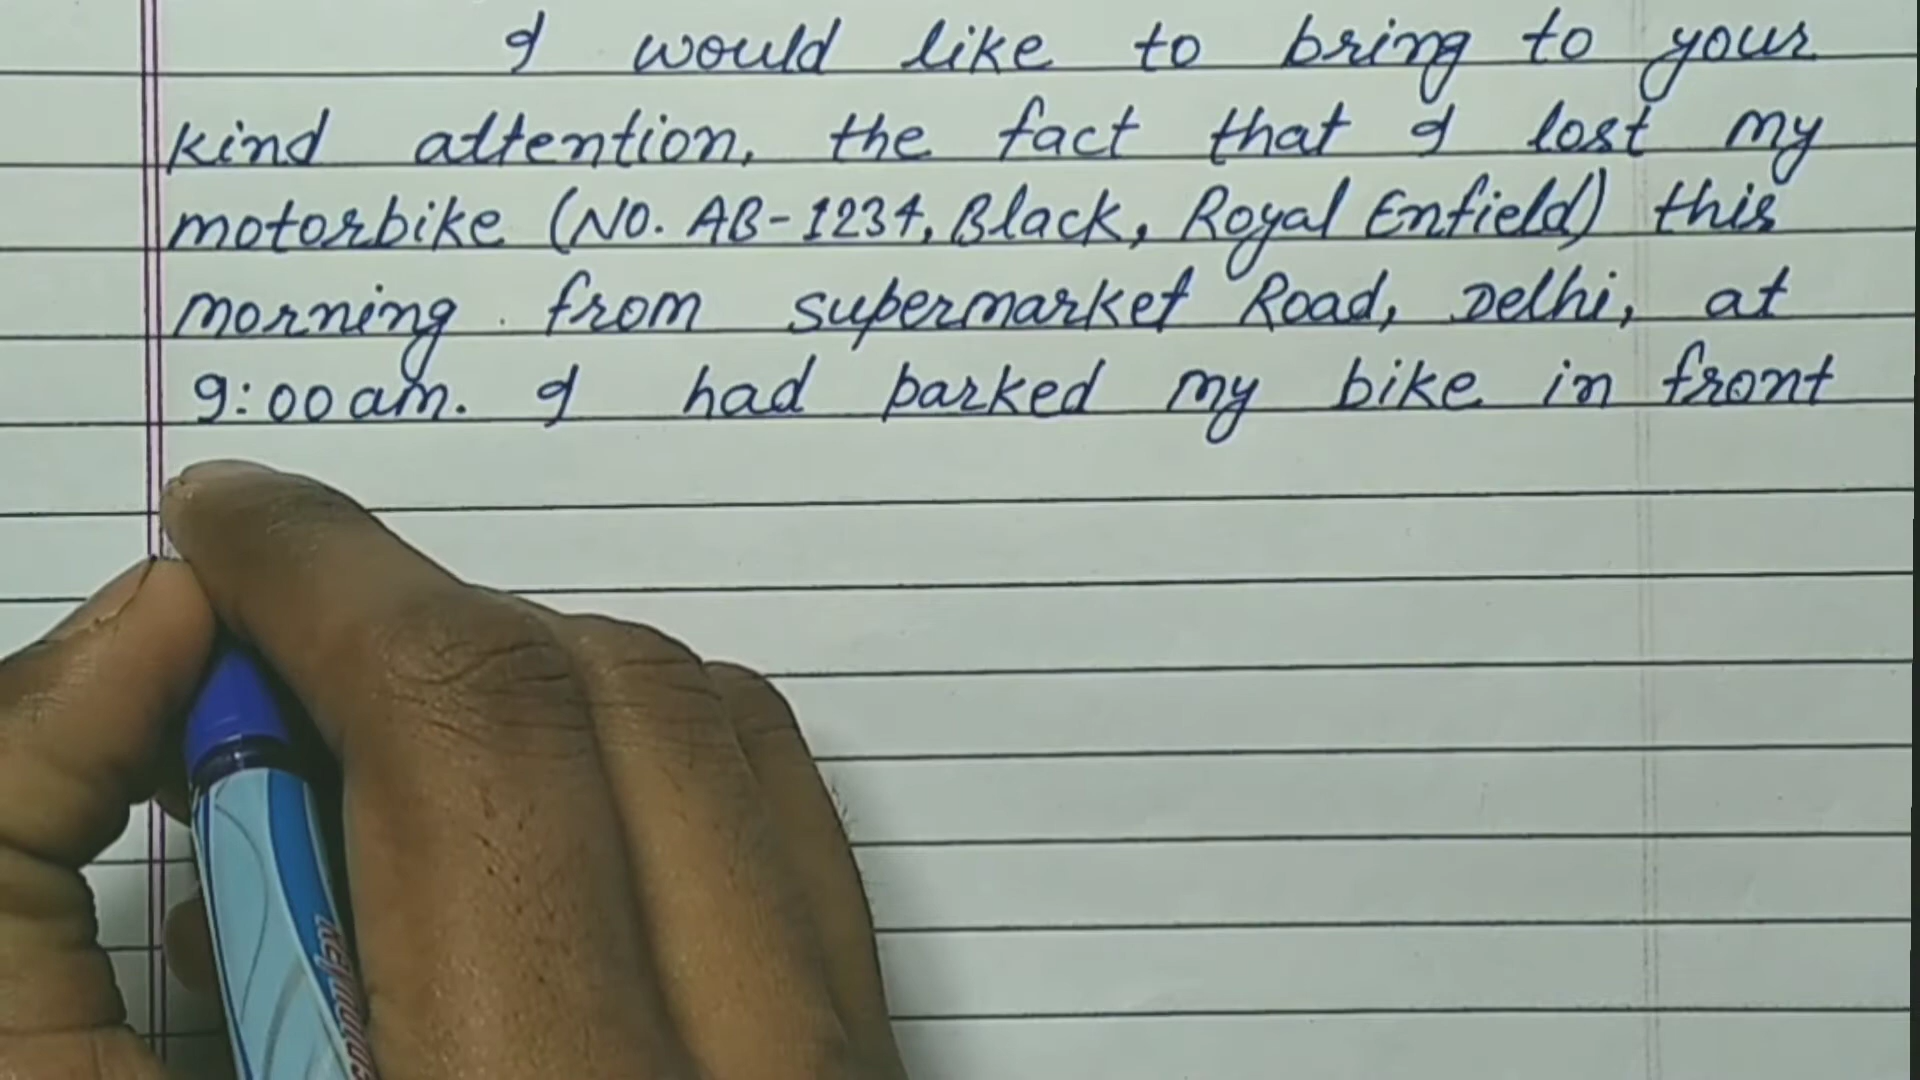 I would like to bring to your
kind attention, the fact that I lost my
motorbike (NO. AB-1234, Black, Royal Enfield) this
morning from supermarket Road, Delhi, at
9:00 am. I had parked my bike in front